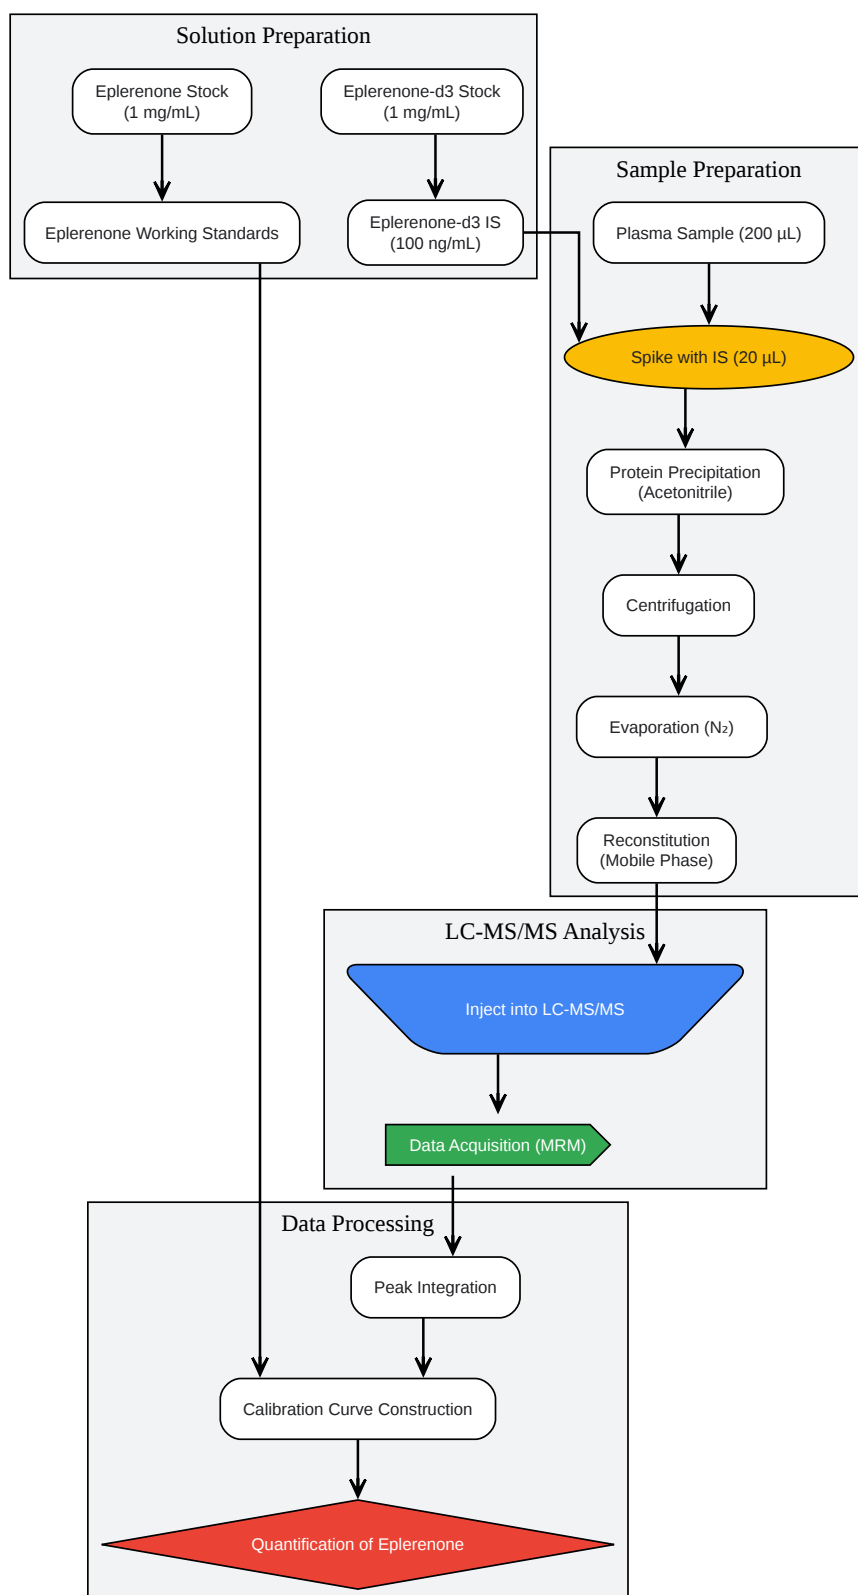 Solution Preparation
Eplerenone Stock
(1 mg/mL)
Eplerenone-d3 Stock
(1 mg/mL)
Eplerenone Working Standards
Eplerenone-d3 IS
(100 ng/mL)
Sample Preparation
Plasma Sample (200 µL)
Spike with IS (20 µL)
Protein Precipitation
(Acetonitrile)
Centrifugation
Evaporation (N₂)
Reconstitution
(Mobile Phase)
LC-MS/MS Analysis
Inject into LC-MS/MS
Data Acquisition (MRM)
Data Processing
Peak Integration
Calibration Curve Construction
Quantification of Eplerenone